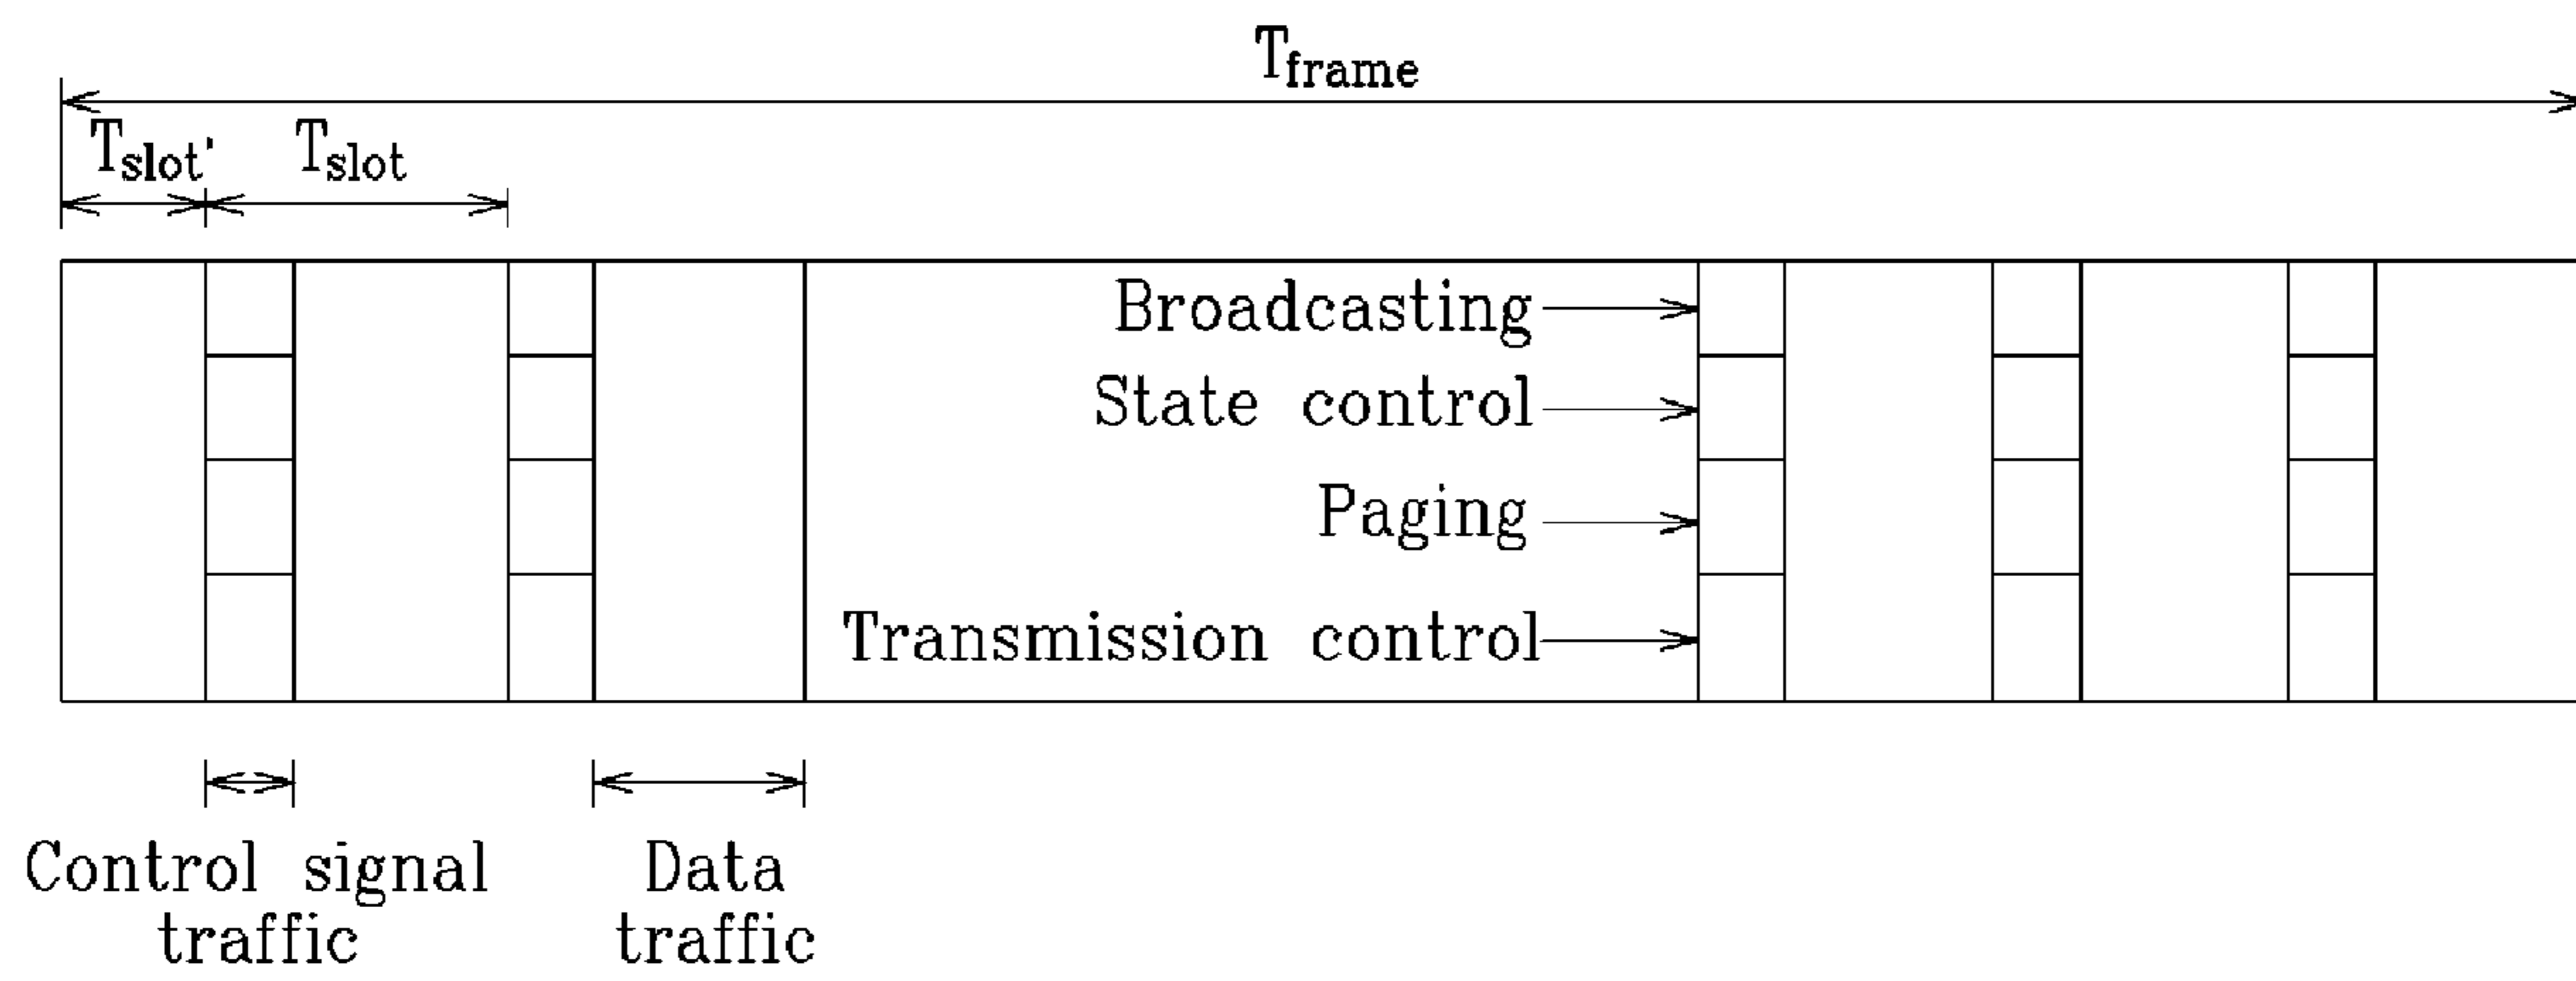 Tframe
Tslot' Tslot
Broadcasting
State control
Paging
Transmission control
Control signal
traffic
Data
traffic